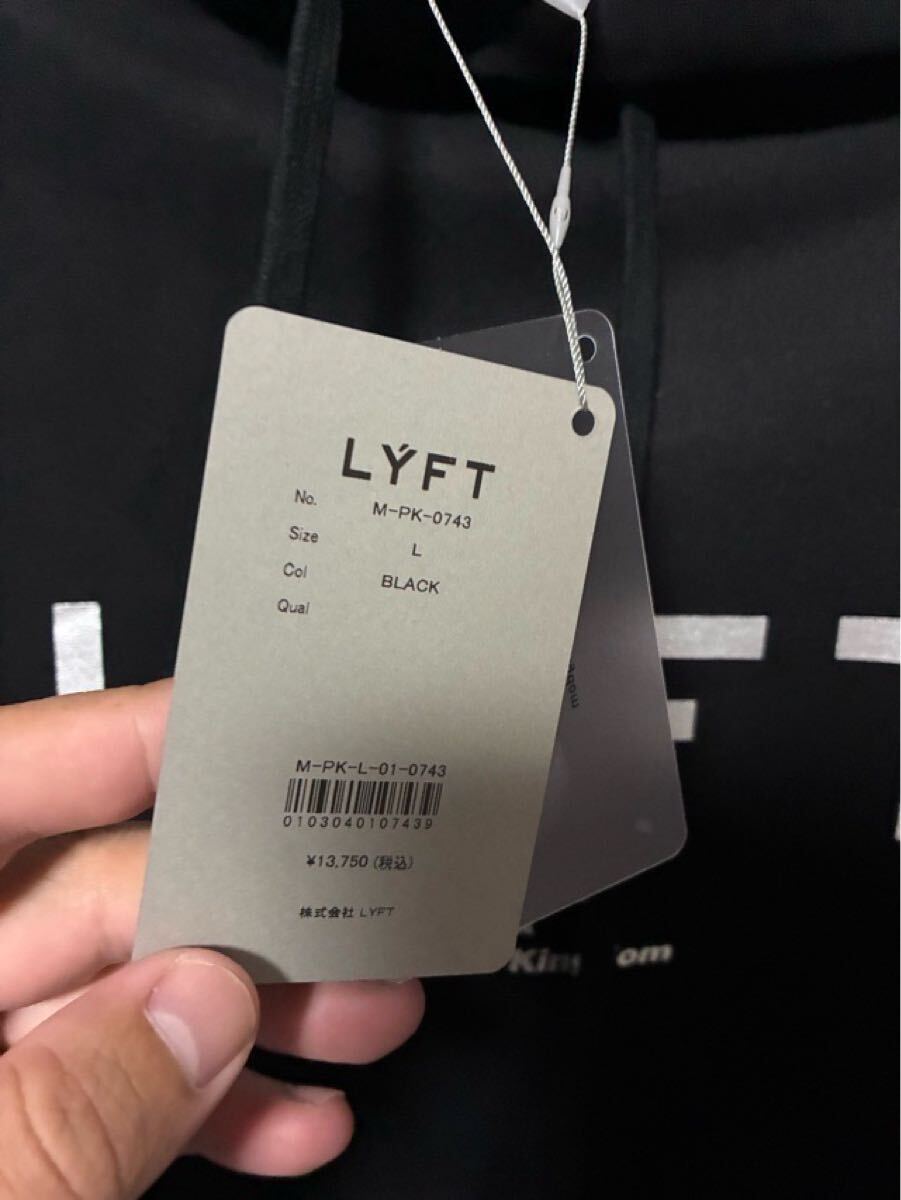 LÝFT
No. M-PK-0743
Size L
Col BLACK
Qual
M-PK-L-01-0743
0103040107439
¥13,750(税込)
株式会社 LYFT